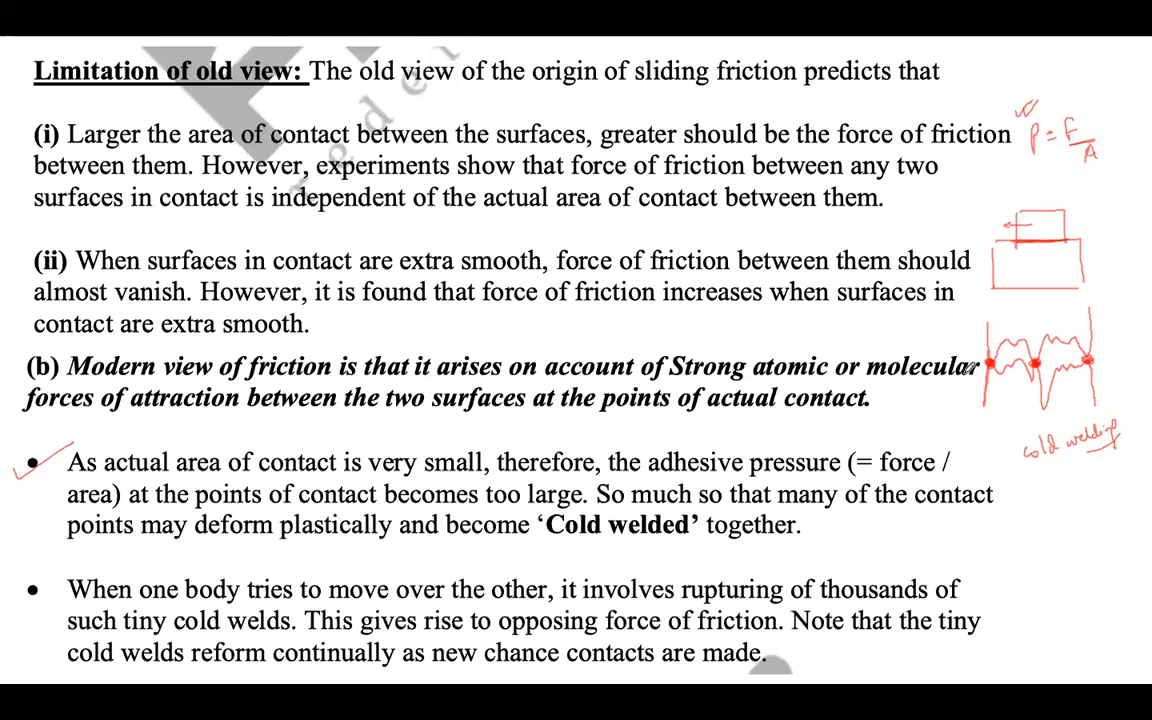 Limitation of old view: The old view of the origin of sliding friction predicts that
(i) Larger the area of contact between the surfaces, greater should be the force of friction
between them. However, experiments show that force of friction between any two
surfaces in contact is independent of the actual area of contact between them.
P = F/A
(ii) When surfaces in contact are extra smooth, force of friction between them should
almost vanish. However, it is found that force of friction increases when surfaces in
contact are extra smooth.
(b) Modern view of friction is that it arises on account of Strong atomic or molecular
forces of attraction between the two surfaces at the points of actual contact.
cold welding
• As actual area of contact is very small, therefore, the adhesive pressure (= force /
area) at the points of contact becomes too large. So much so that many of the contact
points may deform plastically and become ‘Cold welded’ together.
• When one body tries to move over the other, it involves rupturing of thousands of
such tiny cold welds. This gives rise to opposing force of friction. Note that the tiny
cold welds reform continually as new chance contacts are made.